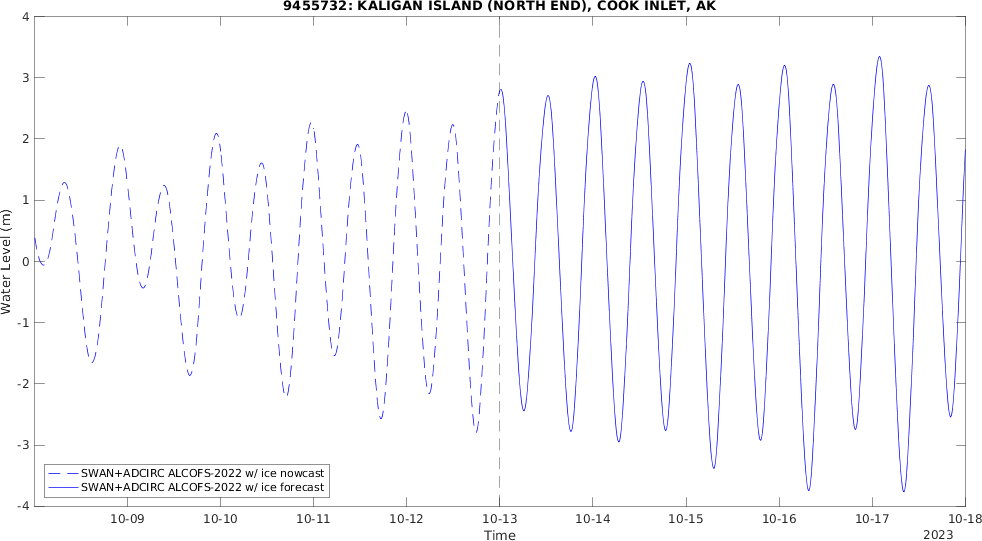 9455732: KALIGAN ISLAND (NORTH END), COOK INLET, AK
4
3
2
1
0
-1
-2
-3
-4
Water Level (m)
SWAN+ADCIRC ALCOFS-2022 w/ ice nowcast
SWAN+ADCIRC ALCOFS-2022 w/ ice forecast
10-09 10-10 10-11 10-12 10-13 10-14 10-15 10-16 10-17 10-18
Time
2023